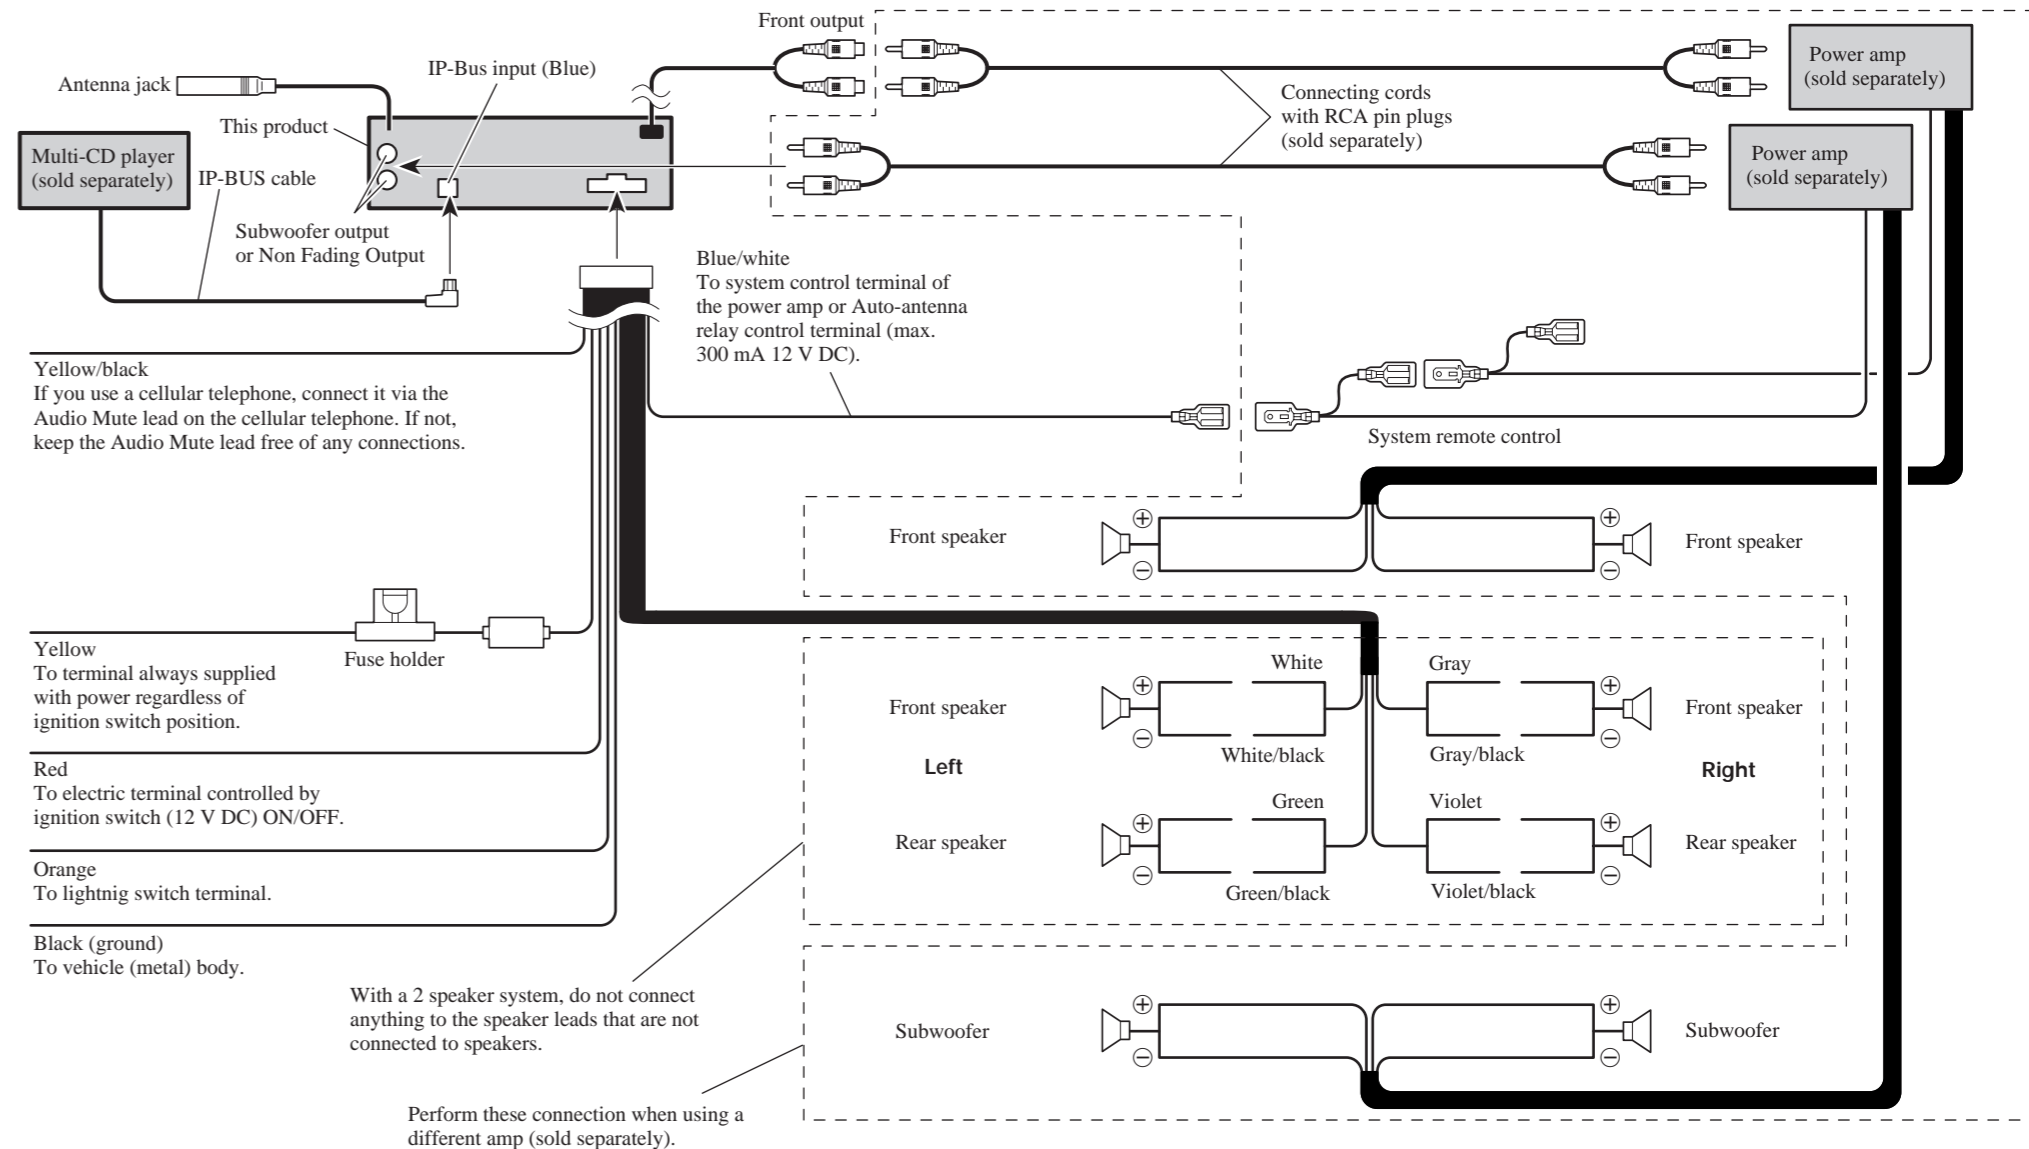 Front output
Antenna jack
IP-Bus input (Blue)
This product
Multi-CD player
(sold separately)
IP-BUS cable
Subwoofer output
or Non Fading Output
Connecting cords
with RCA pin plugs
(sold separately)
Power amp
(sold separately)
Power amp
(sold separately)
Blue/white
To system control terminal of
the power amp or Auto-antenna
relay control terminal (max.
300 mA 12 V DC).
System remote control
Yellow/black
If you use a cellular telephone, connect it via the
Audio Mute lead on the cellular telephone. If not,
keep the Audio Mute lead free of any connections.
Front speaker
+
−
+
−
Front speaker
Fuse holder
Yellow
To terminal always supplied
with power regardless of
ignition switch position.
Red
To electric terminal controlled by
ignition switch (12 V DC) ON/OFF.
Orange
To lightnig switch terminal.
Black (ground)
To vehicle (metal) body.
White
Gray
Front speaker
+
−
+
−
Front speaker
White/black
Gray/black
Left
Right
Green
Violet
Rear speaker
+
−
+
−
Rear speaker
Green/black
Violet/black
With a 2 speaker system, do not connect
anything to the speaker leads that are not
connected to speakers.
Subwoofer
+
−
+
−
Subwoofer
Perform these connection when using a
different amp (sold separately).